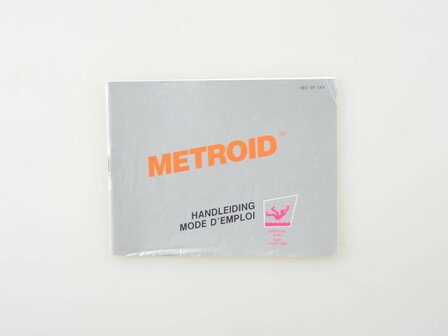 METROID
HANDLEIDING
MODE D'EMPLOI